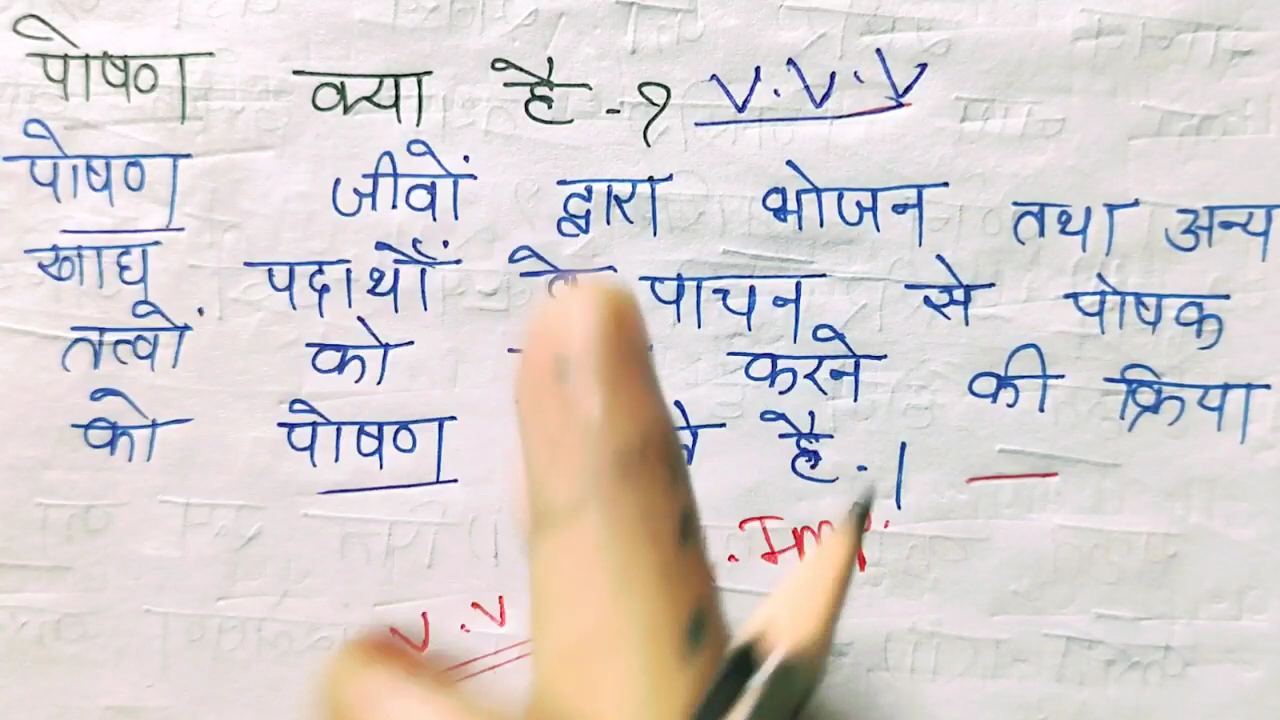 पोषण क्या है -? V.V.V
पोषण जीवों द्वारा भोजन तथा अन्य
खाद्य पदार्थों पाचन से पोषक
तत्वों को करने की क्रिया
को पोषण है.।
.Imp.
V.V